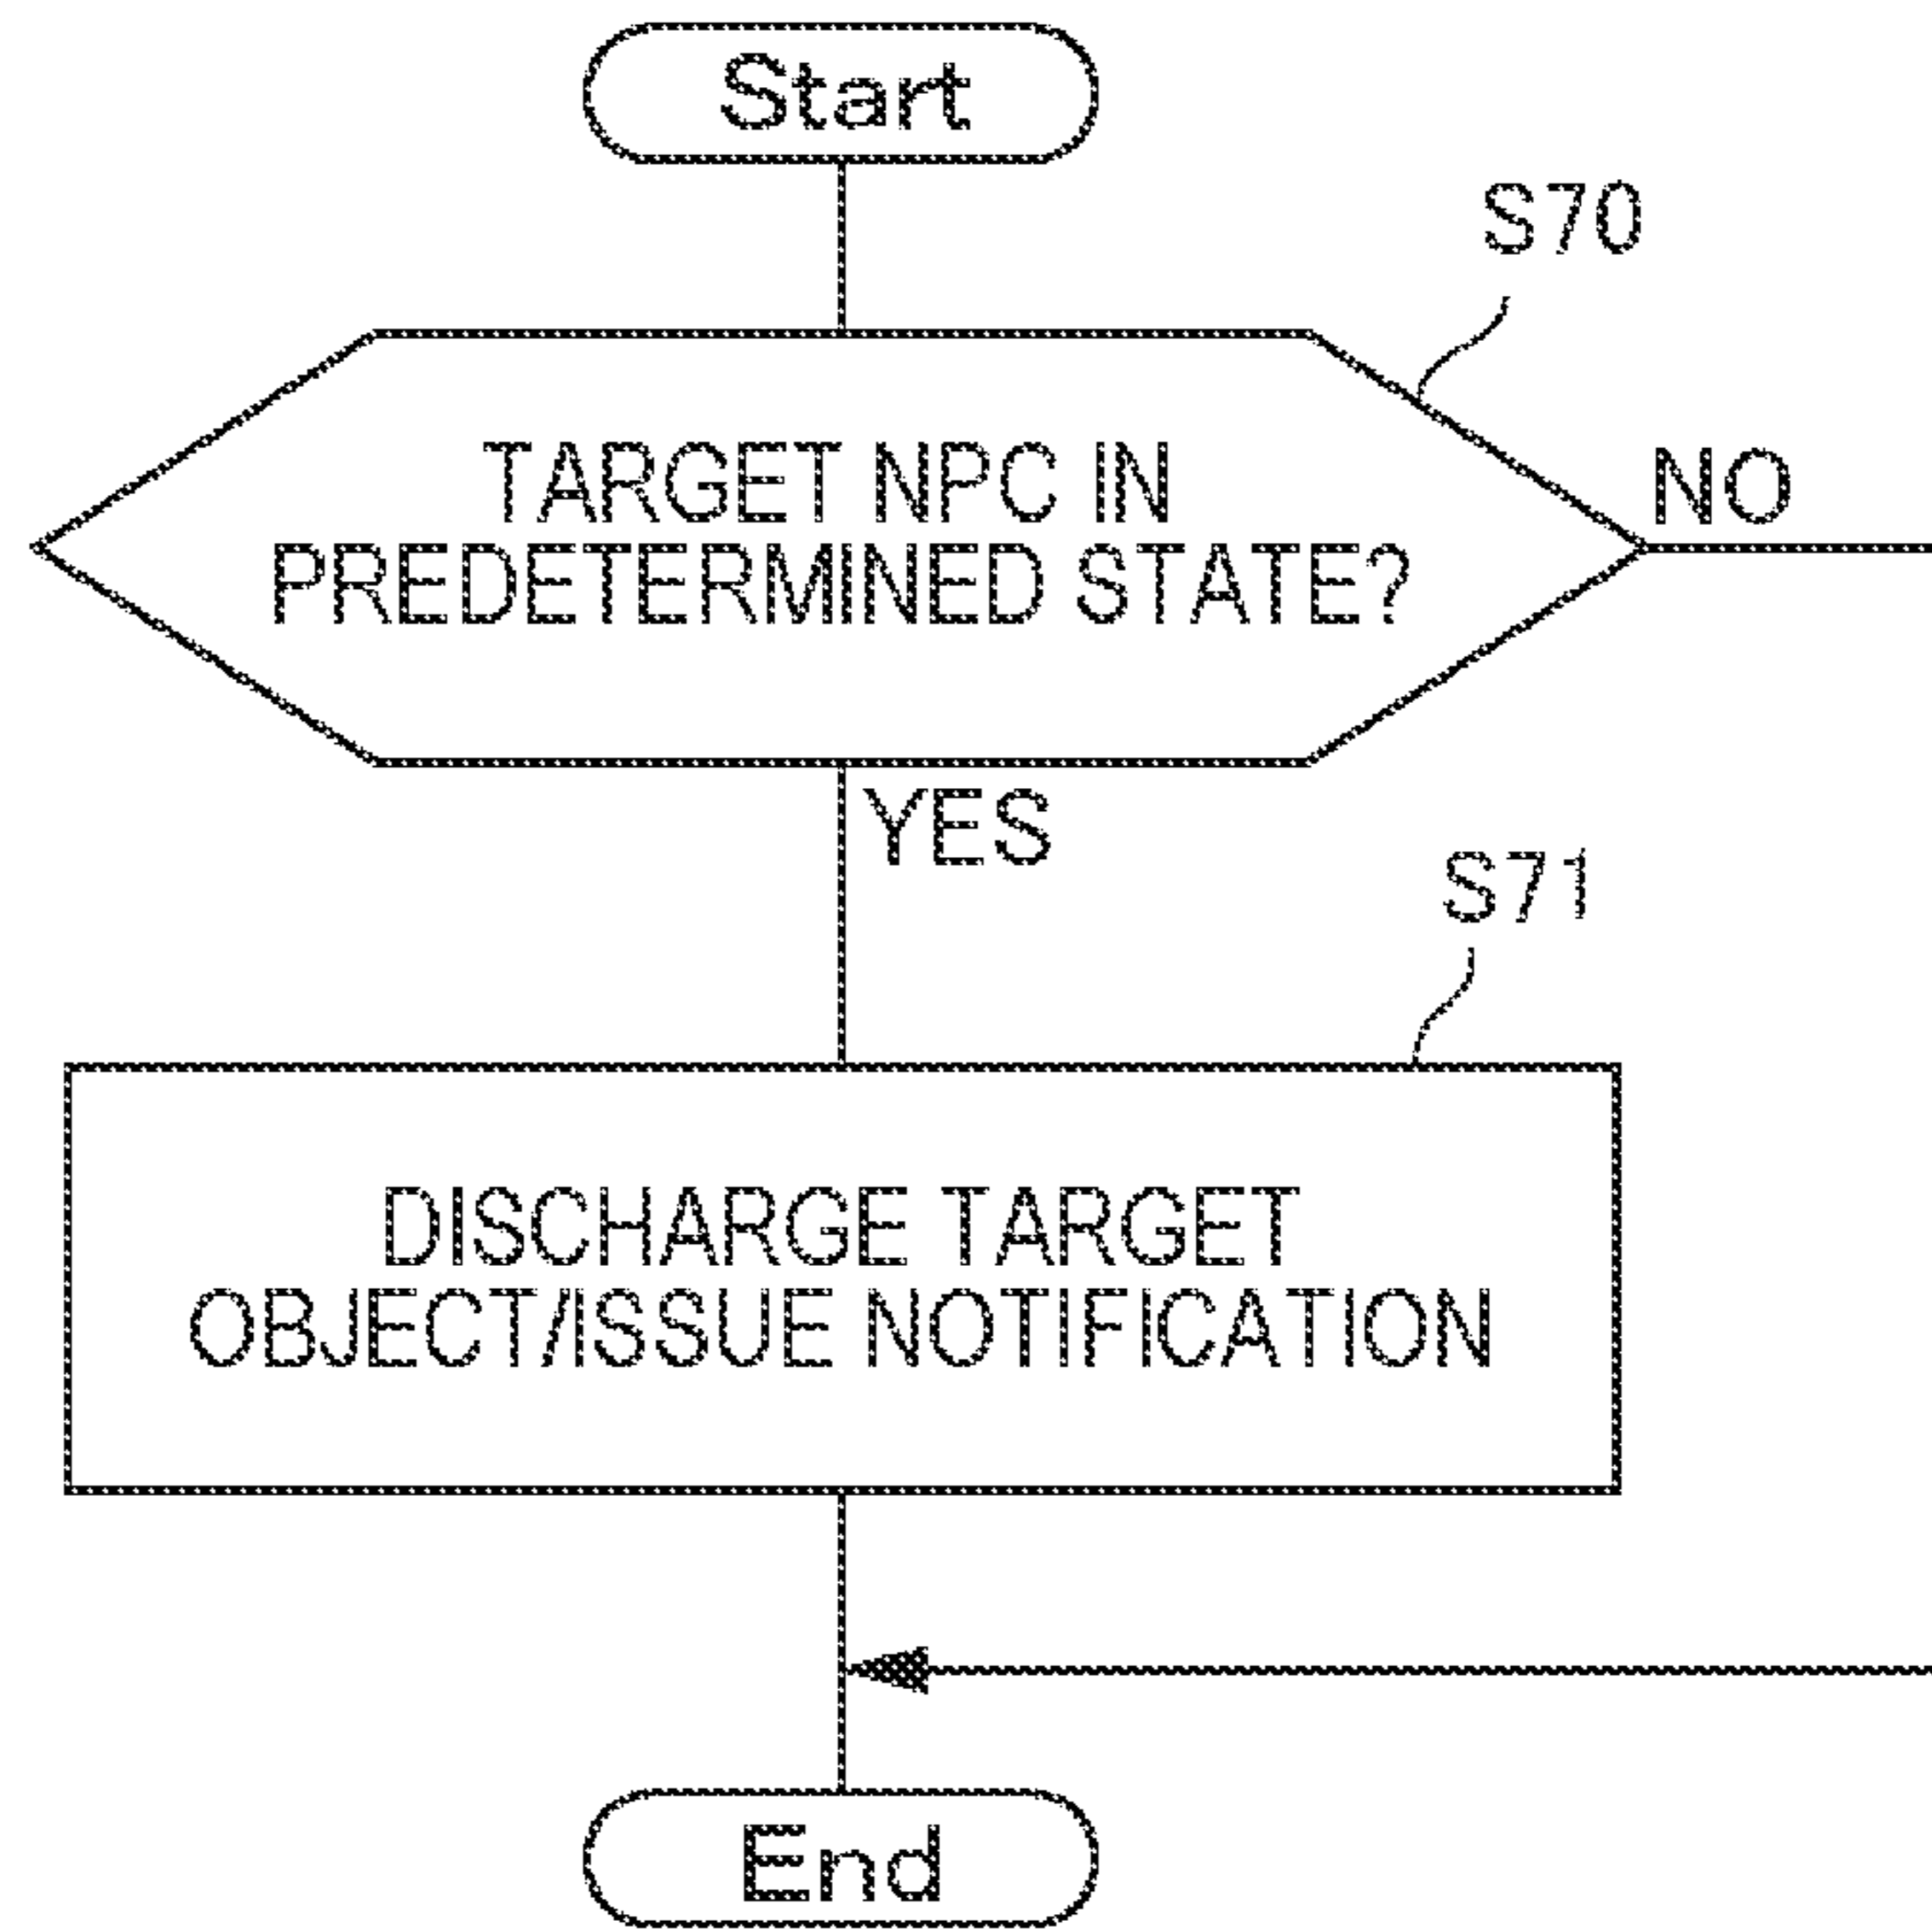 Start
S70
TARGET NPC IN
PREDETERMINED STATE?
NO
YES
S71
DISCHARGE TARGET
OBJECT/ISSUE NOTIFICATION
End